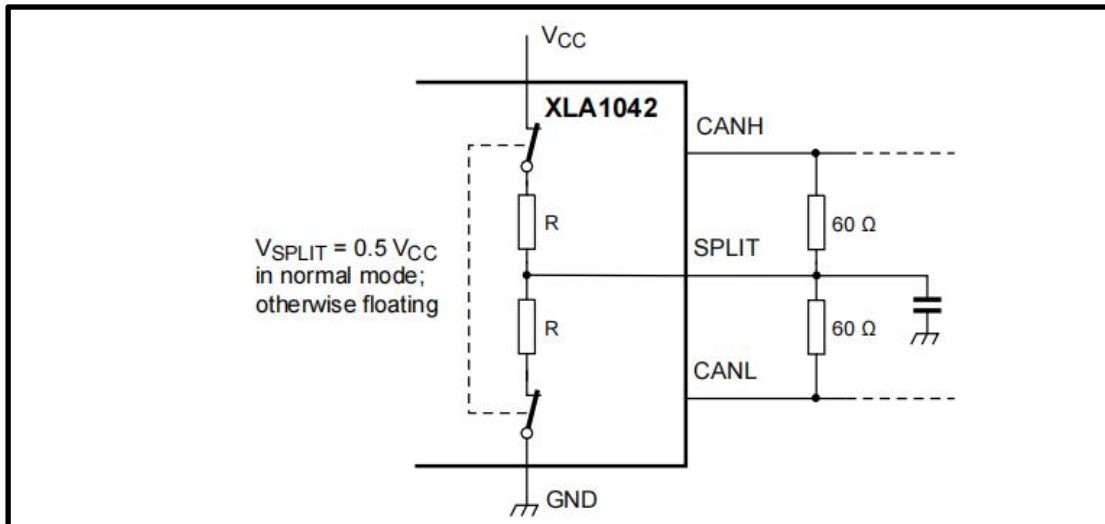 VCC
XLA1042
CANH
R
60 Ω
VSPLIT = 0.5 VCC
in normal mode;
otherwise floating
SPLIT
R
60 Ω
CANL
GND